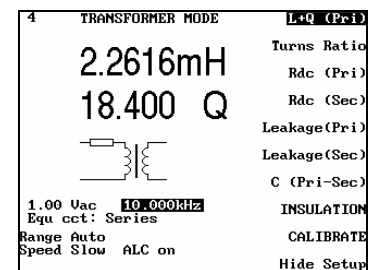 4 TRANSFORMER MODE L+Q (Pri)
Turns Ratio
2.2616mH
Rdc (Pri)
18.400 Q
Rdc (Sec)
Leakage(Pri)
Leakage(Sec)
C (Pri-Sec)
1.00 Vac 10.000kHz
INSULATION
Equ cct: Series
Range Auto
CALIBRATE
Speed Slow ALC on
Hide Setup